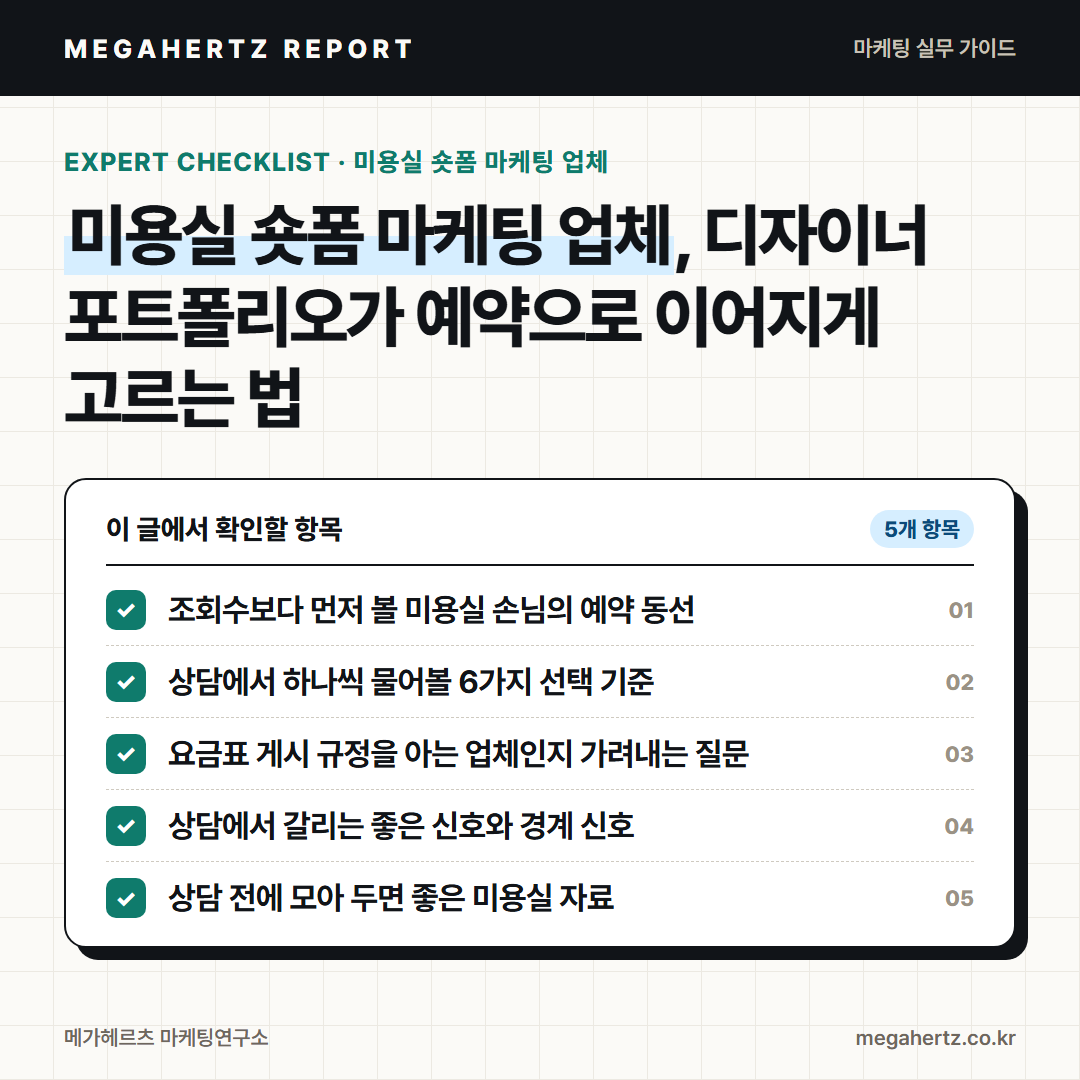 MEGAHERTZ REPORT
마케팅 실무 가이드
EXPERT CHECKLIST · 미용실 숏폼 마케팅 업체
미용실 숏폼 마케팅 업체, 디자이너
포트폴리오가 예약으로 이어지게
고르는 법
이 글에서 확인할 항목
5개 항목
조회수보다 먼저 볼 미용실 손님의 예약 동선
01
상담에서 하나씩 물어볼 6가지 선택 기준
02
요금표 게시 규정을 아는 업체인지 가려내는 질문
03
상담에서 갈리는 좋은 신호와 경계 신호
04
상담 전에 모아 두면 좋은 미용실 자료
05
메가헤르츠 마케팅연구소
megahertz.co.kr